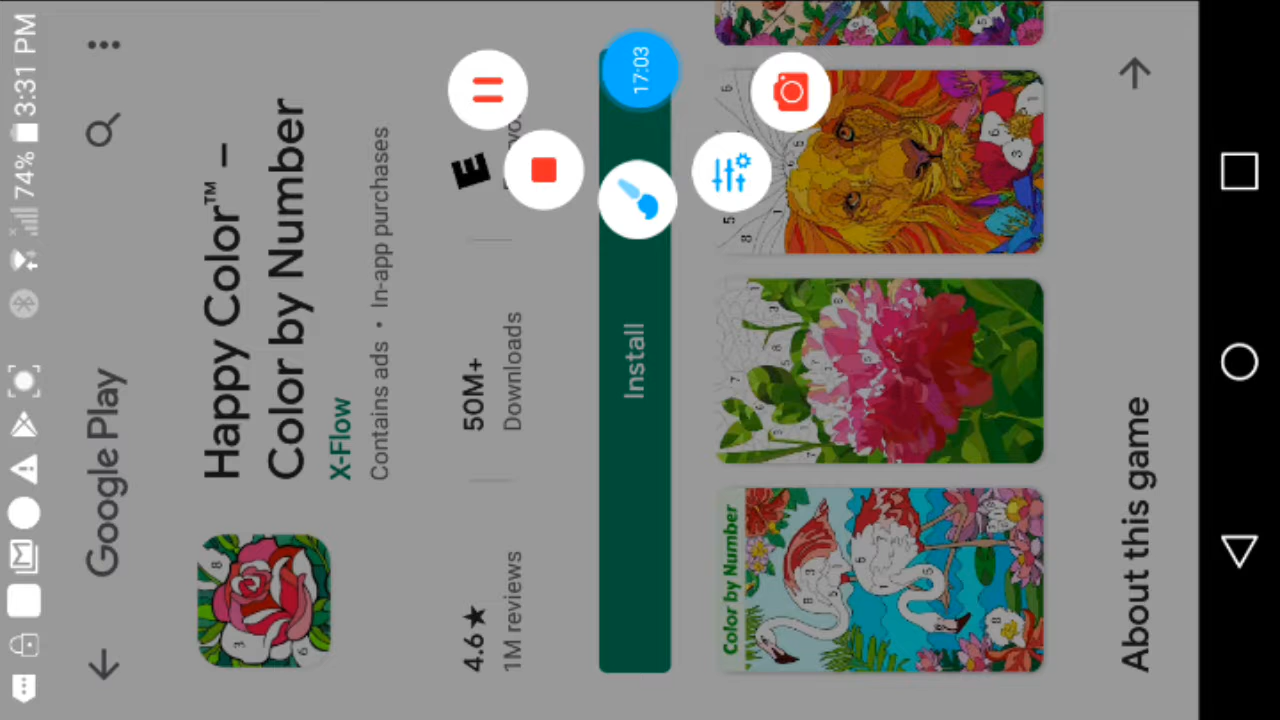 74% 3:31 PM
Google Play
Happy Color™ –
Color by Number
X-Flow
Contains ads • In-app purchases
4.6★
1M reviews
50M+
Downloads
E
17:03
Install
Color by Number
About this game